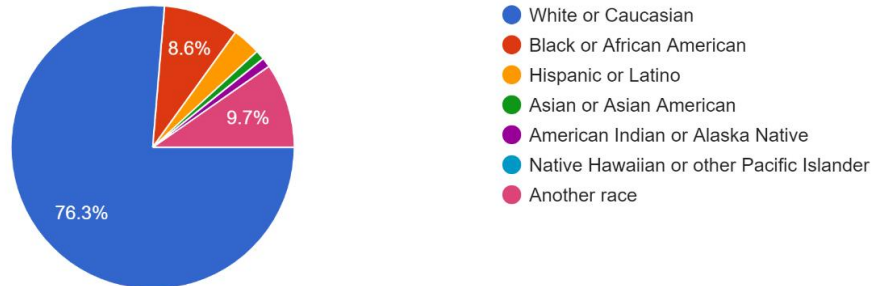 8.6%
9.7%
76.3%
White or Caucasian
Black or African American
Hispanic or Latino
Asian or Asian American
American Indian or Alaska Native
Native Hawaiian or other Pacific Islander
Another race